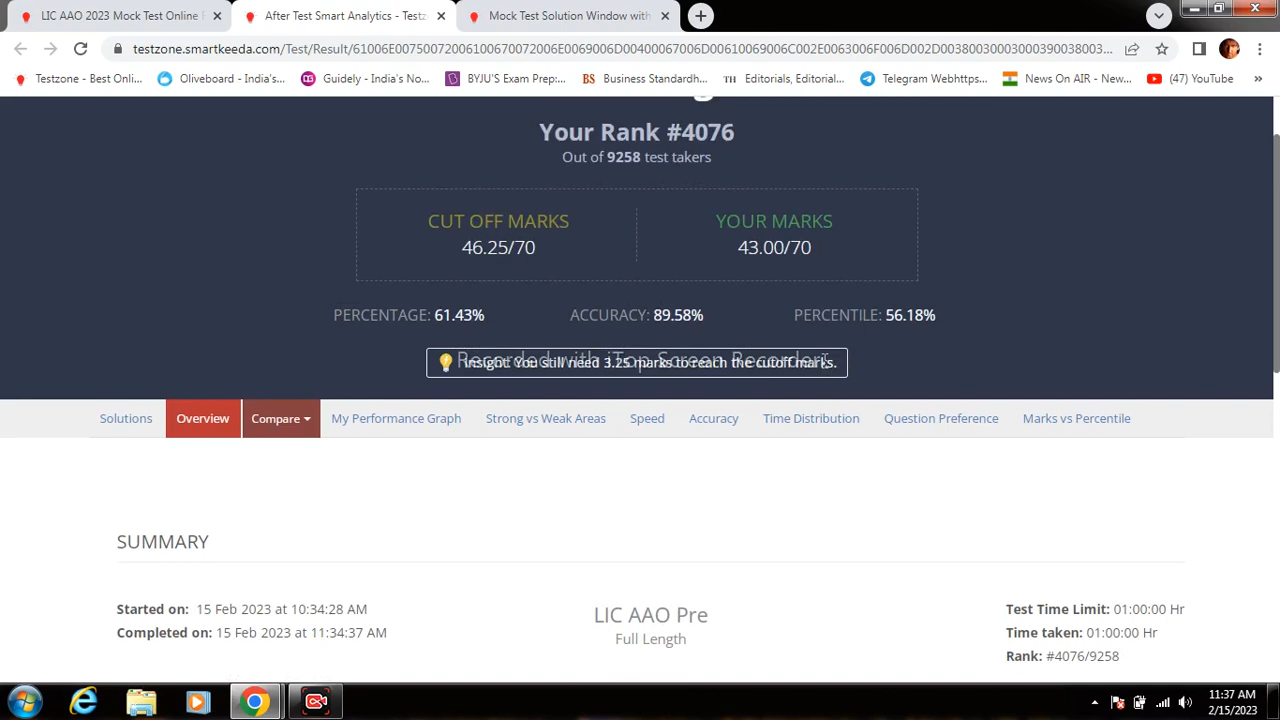 LIC AAO 2023 Mock Test Online F
After Test Smart Analytics - Testz
Mock Test Solution Window with
testzone.smartkeeda.com/Test/Result/61006E00750072006100670072006E0069006D00400067006D00610069006C002E0063006F006D002D00380030003000390038003...
Testzone - Best Onli...
Oliveboard - India's...
Guidely - India's No...
BYJU'S Exam Prep:...
BS Business Standardh...
TH Editorials, Editorial...
Telegram Webhttps...
News On AIR - New...
(47) YouTube
»
Your Rank #4076
Out of 9258 test takers
CUT OFF MARKS
46.25/70
YOUR MARKS
43.00/70
PERCENTAGE: 61.43%
ACCURACY: 89.58%
PERCENTILE: 56.18%
Recorded with iTop Screen Recorder
Insight: You still need 3.25 marks to reach the cutoff marks.
Solutions
Overview
Compare
My Performance Graph
Strong vs Weak Areas
Speed
Accuracy
Time Distribution
Question Preference
Marks vs Percentile
SUMMARY
Started on: 15 Feb 2023 at 10:34:28 AM
Completed on: 15 Feb 2023 at 11:34:37 AM
LIC AAO Pre
Full Length
Test Time Limit: 01:00:00 Hr
Time taken: 01:00:00 Hr
Rank: #4076/9258
11:37 AM
2/15/2023